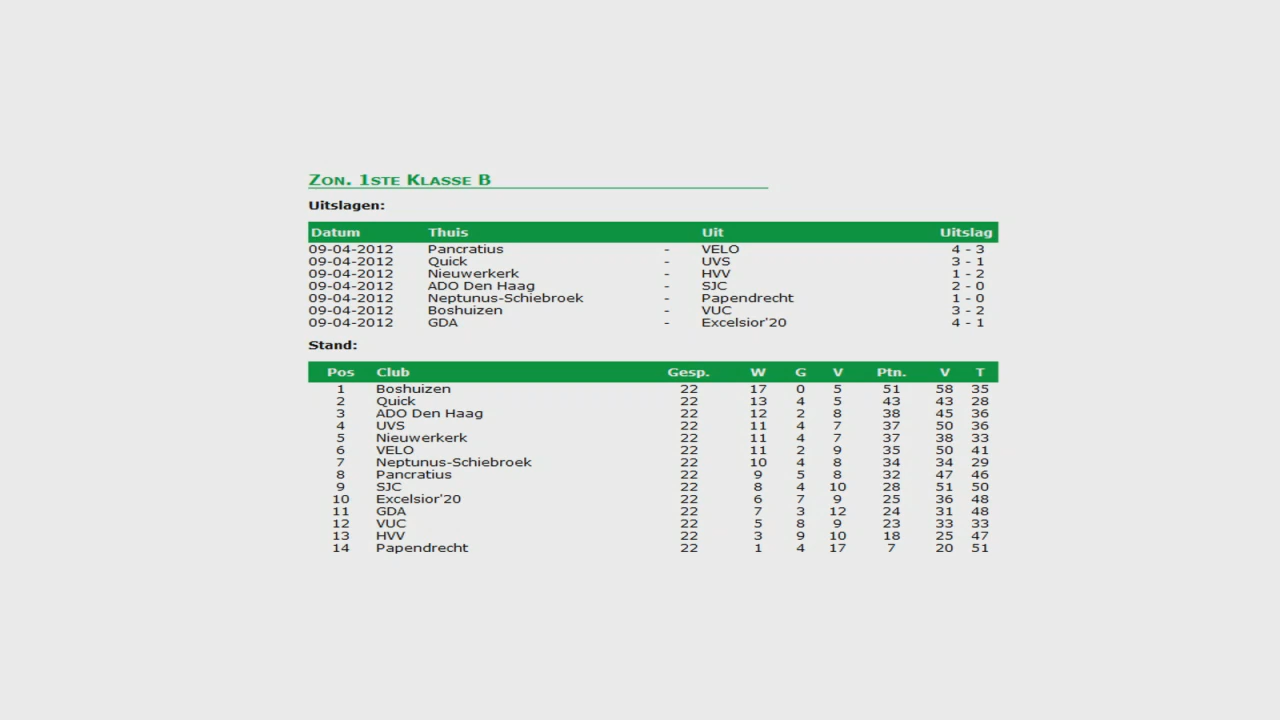 Zon. 1ste Klasse B
Uitslagen:
Datum Thuis Uit Uitslag
09-04-2012 Pancratius - VELO 4 - 3
09-04-2012 Quick - UVS 3 - 1
09-04-2012 Nieuwerkerk - HVV 1 - 2
09-04-2012 ADO Den Haag - SJC 2 - 0
09-04-2012 Neptunus-Schiebroek - Papendrecht 1 - 0
09-04-2012 Boshuizen - VUC 3 - 2
09-04-2012 GDA - Excelsior'20 4 - 1
Stand:
Pos Club Gesp. W G V Ptn. V T
1 Boshuizen 22 17 0 5 51 58 35
2 Quick 22 13 4 5 43 43 28
3 ADO Den Haag 22 12 2 8 38 45 36
4 UVS 22 11 4 7 37 50 36
5 Nieuwerkerk 22 11 4 7 37 38 33
6 VELO 22 11 2 9 35 50 41
7 Neptunus-Schiebroek 22 10 4 8 34 34 29
8 Pancratius 22 9 5 8 32 47 46
9 SJC 22 8 4 10 28 51 50
10 Excelsior'20 22 6 7 9 25 36 48
11 GDA 22 7 3 12 24 31 48
12 VUC 22 5 8 9 23 33 33
13 HVV 22 3 9 10 18 25 47
14 Papendrecht 22 1 4 17 7 20 51